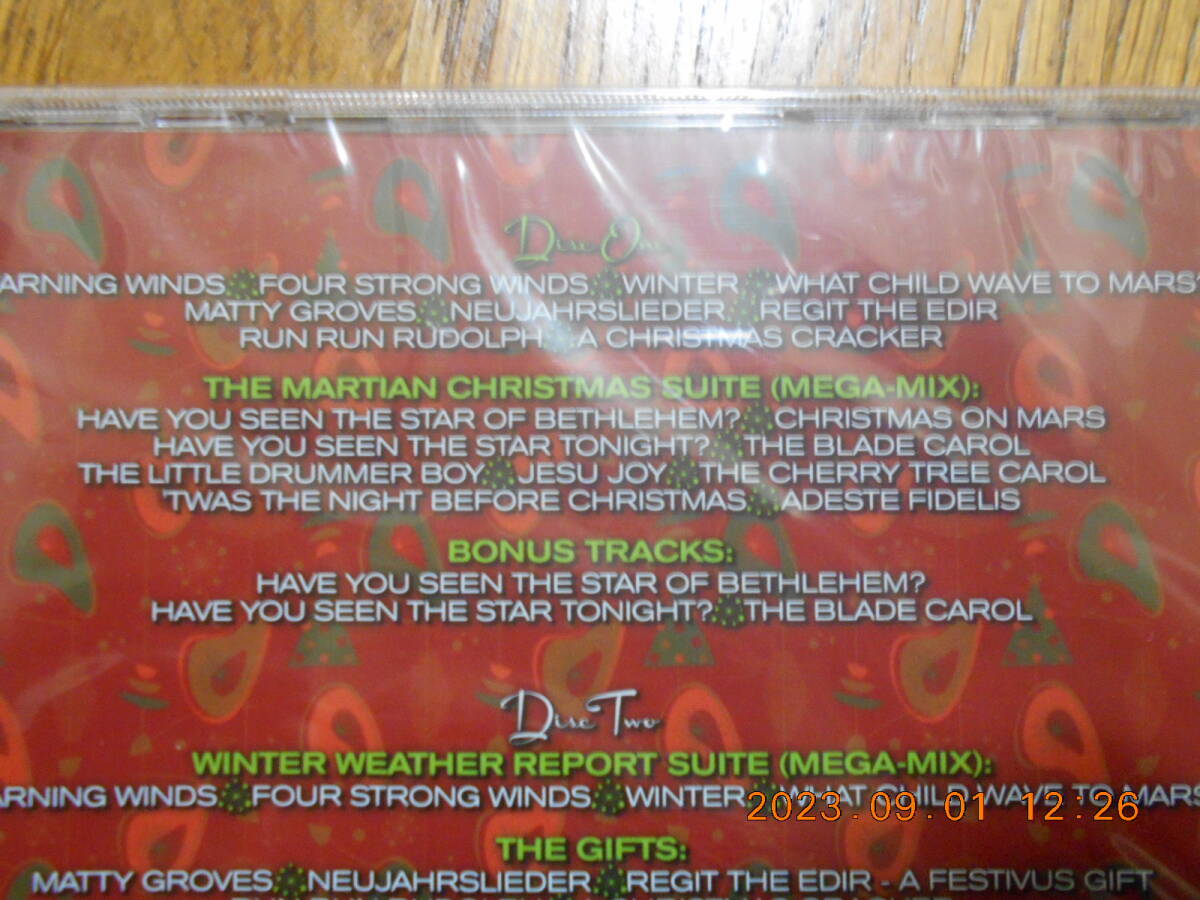 Disc One
ARNING WINDS FOUR STRONG WINDS WINTER WHAT CHILD WAVE TO MARS
MATTY GROVES NEUJAHRSLIEDER REGIT THE EDIR
RUN RUN RUDOLPH A CHRISTMAS CRACKER
THE MARTIAN CHRISTMAS SUITE (MEGA-MIX):
HAVE YOU SEEN THE STAR OF BETHLEHEM? CHRISTMAS ON MARS
HAVE YOU SEEN THE STAR TONIGHT? THE BLADE CAROL
THE LITTLE DRUMMER BOY JESU JOY THE CHERRY TREE CAROL
'TWAS THE NIGHT BEFORE CHRISTMAS ADESTE FIDELIS
BONUS TRACKS:
HAVE YOU SEEN THE STAR OF BETHLEHEM?
HAVE YOU SEEN THE STAR TONIGHT? THE BLADE CAROL
Disc Two
WINTER WEATHER REPORT SUITE (MEGA-MIX):
ARNING WINDS FOUR STRONG WINDS WINTER WHAT CHILD WAVE TO MARS
2023.09.01 12:26
THE GIFTS:
MATTY GROVES NEUJAHRSLIEDER REGIT THE EDIR - A FESTIVUS GIFT